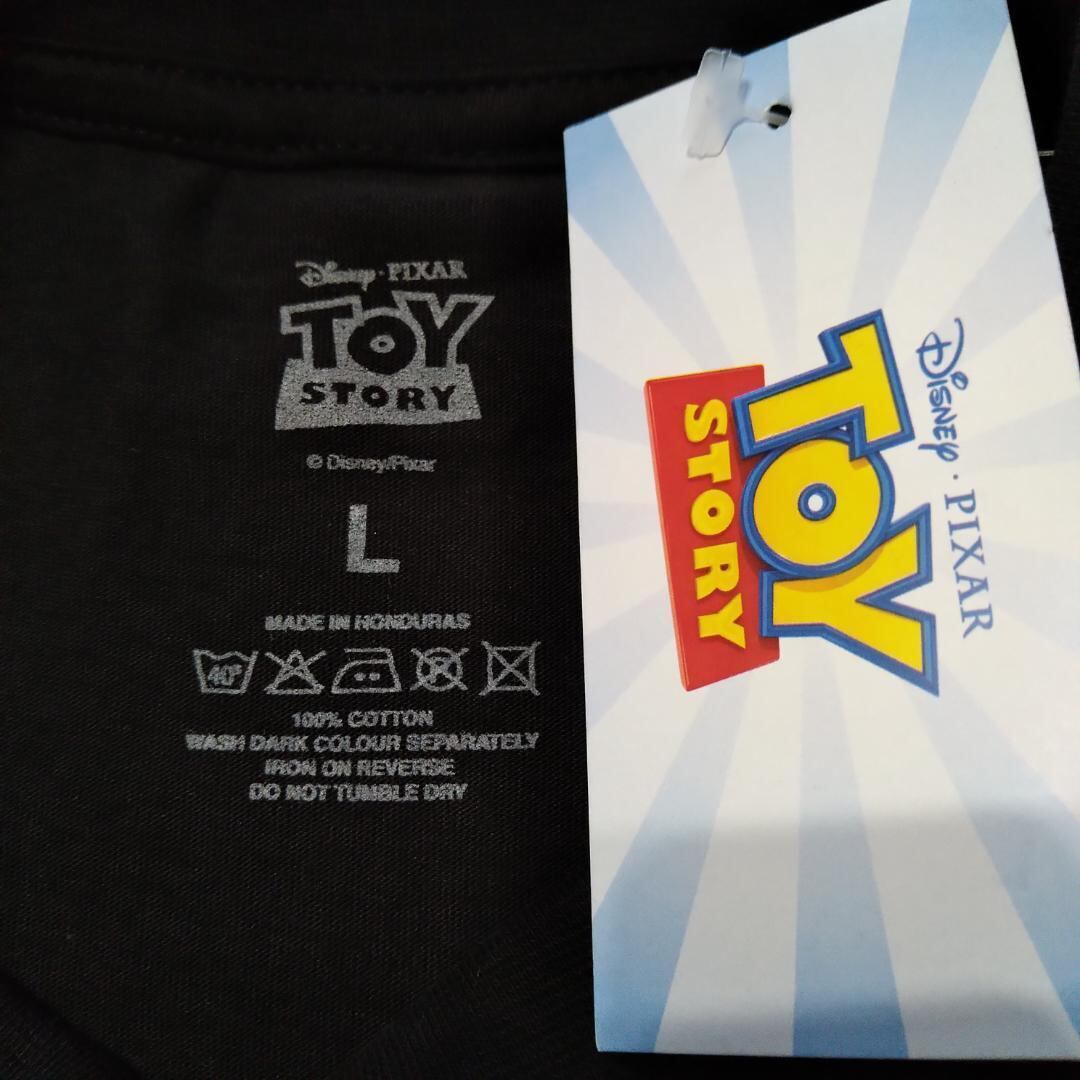 Disney · PIXAR
TOY
STORY
© Disney/Pixar
L
MADE IN HONDURAS
40°
100% COTTON
WASH DARK COLOUR SEPARATELY
IRON ON REVERSE
DO NOT TUMBLE DRY
Disney · PIXAR
TOY
STORY